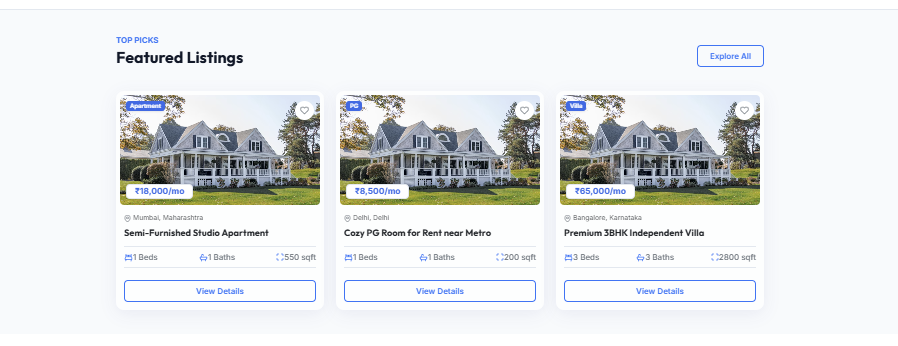 TOP PICKS
Featured Listings
Explore All
Apartment
₹18,000/mo
Mumbai, Maharashtra
Semi-Furnished Studio Apartment
1 Beds 1 Baths 550 sqft
View Details
PG
₹8,500/mo
Delhi, Delhi
Cozy PG Room for Rent near Metro
1 Beds 1 Baths 200 sqft
View Details
Villa
₹65,000/mo
Bangalore, Karnataka
Premium 3BHK Independent Villa
3 Beds 3 Baths 2800 sqft
View Details